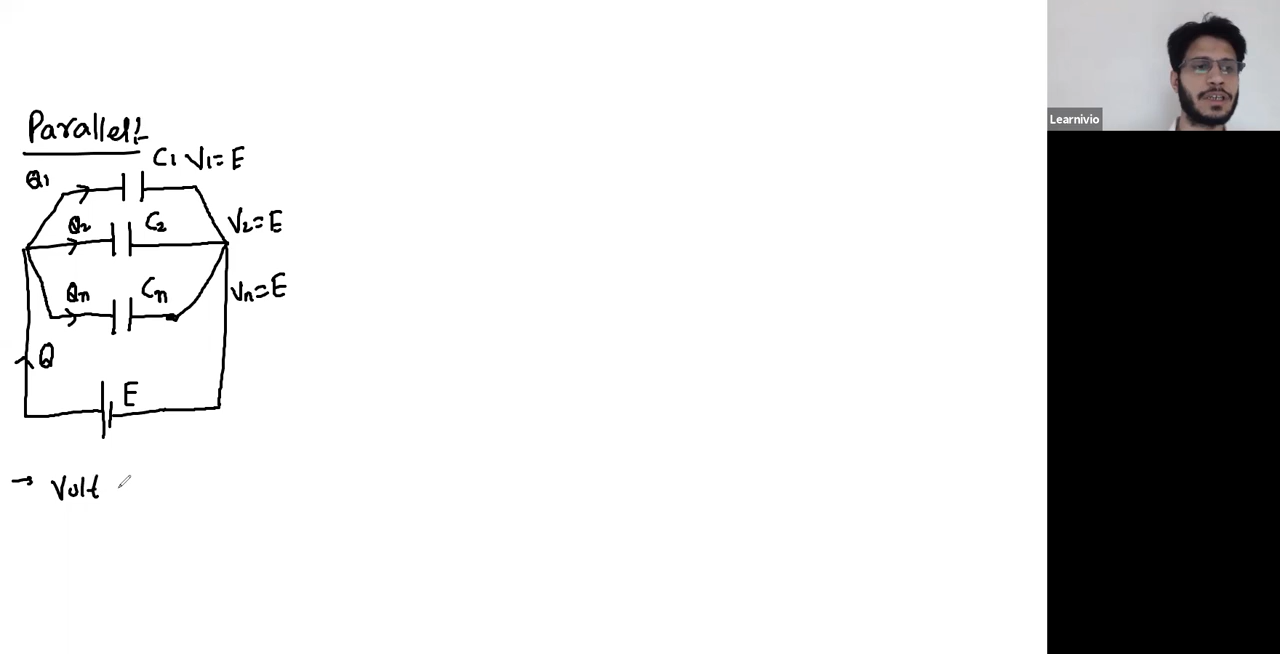 Parallel:-
C1 V1=E
Q1
Q2 C2 V2=E
Qn Cn Vn=E
Q
E
→ Volt
Learnivio